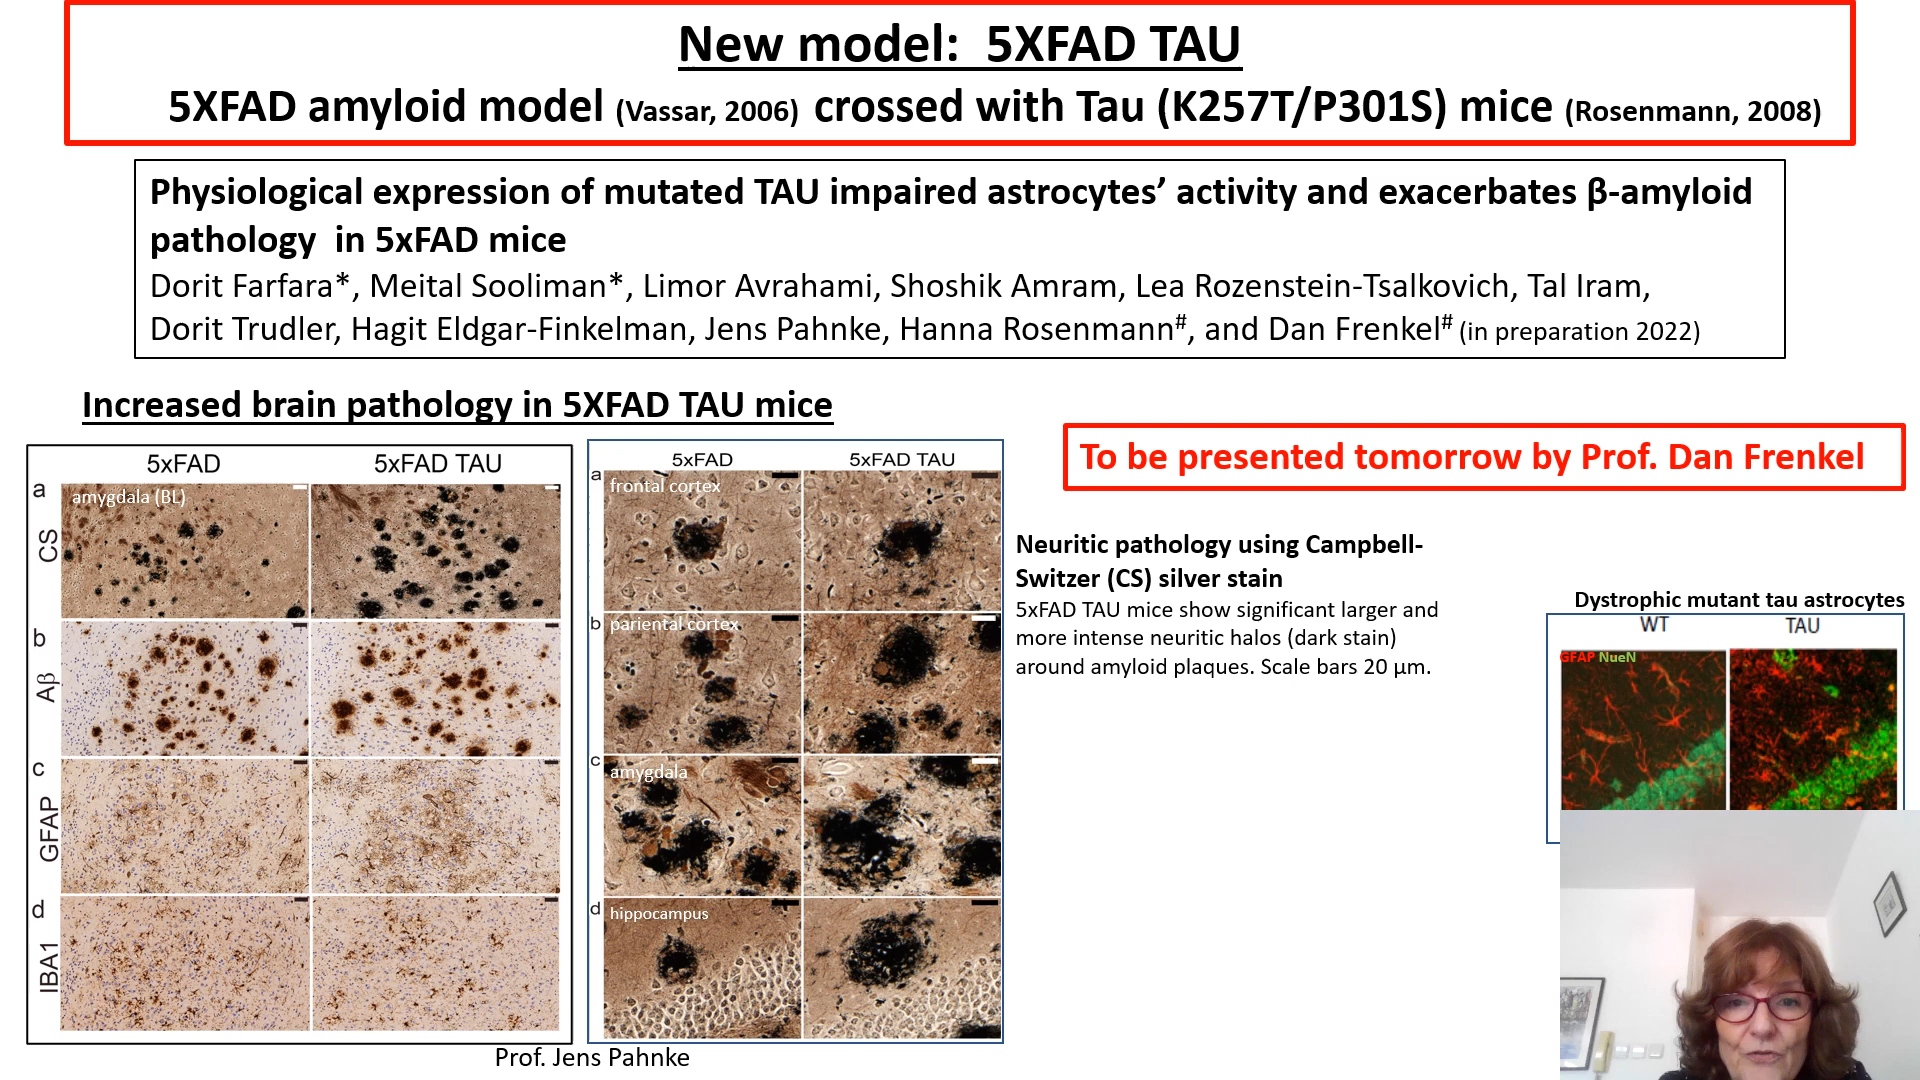 New model: 5XFAD TAU
5XFAD amyloid model (Vassar, 2006) crossed with Tau (K257T/P301S) mice (Rosenmann, 2008)
Physiological expression of mutated TAU impaired astrocytes’ activity and exacerbates β-amyloid
pathology in 5xFAD mice
Dorit Farfara*, Meital Sooliman*, Limor Avrahami, Shoshik Amram, Lea Rozenstein-Tsalkovich, Tal Iram,
Dorit Trudler, Hagit Eldgar-Finkelman, Jens Pahnke, Hanna Rosenmann#, and Dan Frenkel# (in preparation 2022)
Increased brain pathology in 5XFAD TAU mice
5xFAD 5xFAD TAU
a
amygdala (BL)
CS
b
Aβ
c
GFAP
d
IBA1
5xFAD 5xFAD TAU
a
frontal cortex
b
pariental cortex
c
amygdala
d
hippocampus
Prof. Jens Pahnke
To be presented tomorrow by Prof. Dan Frenkel
Neuritic pathology using Campbell-
Switzer (CS) silver stain
5xFAD TAU mice show significant larger and
more intense neuritic halos (dark stain)
around amyloid plaques. Scale bars 20 µm.
Dystrophic mutant tau astrocytes
WT TAU
GFAP NueN